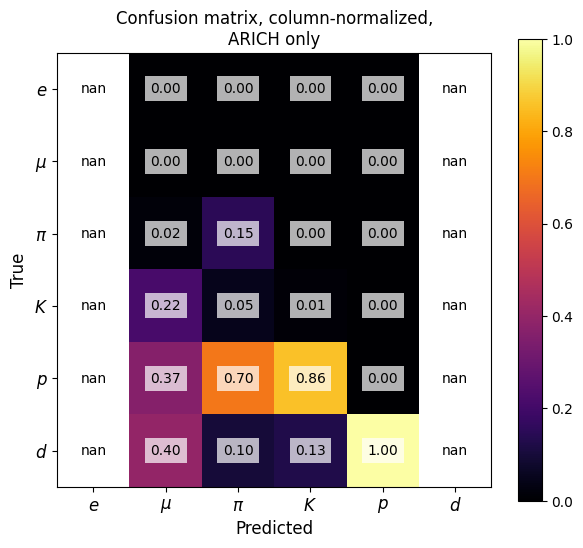 Confusion matrix, column-normalized,
ARICH only
1.0
e nan 0.00 0.00 0.00 0.00 nan
0.8
μ nan 0.00 0.00 0.00 0.00 nan
0.6
π nan 0.02 0.15 0.00 0.00 nan
True
K nan 0.22 0.05 0.01 0.00 nan
0.4
p nan 0.37 0.70 0.86 0.00 nan
0.2
d nan 0.40 0.10 0.13 1.00 nan
0.0
e μ π K p d
Predicted